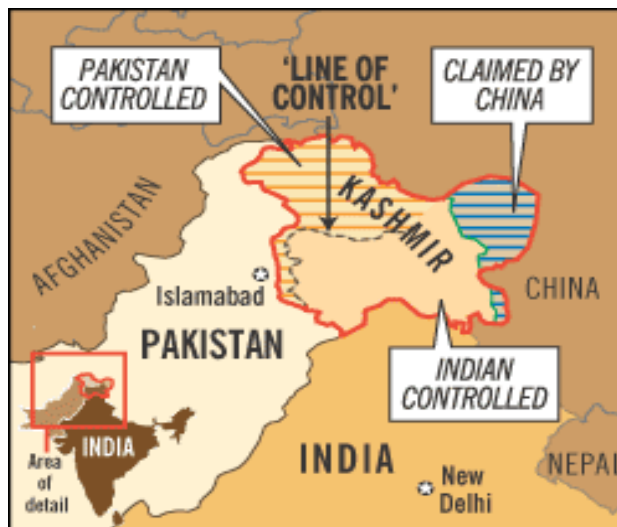 PAKISTAN
CONTROLLED
‘LINE OF
CONTROL’
CLAIMED BY
CHINA
KASHMIR
AFGHANISTAN
Islamabad
CHINA
PAKISTAN
INDIAN
CONTROLLED
INDIA
Area
of
detail
INDIA
New
Delhi
NEPAL